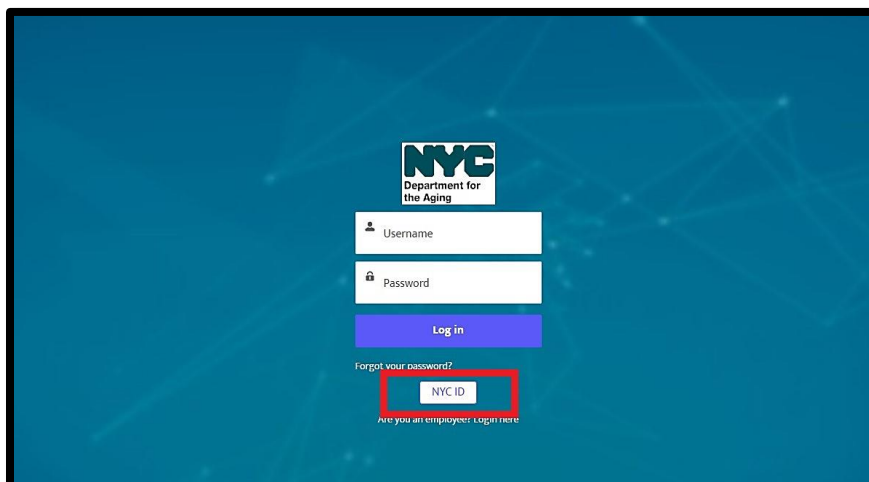 NYC
Department for
the Aging
Username
Password
Log in
Forgot your password?
NYC ID
Are you an employee? Login here